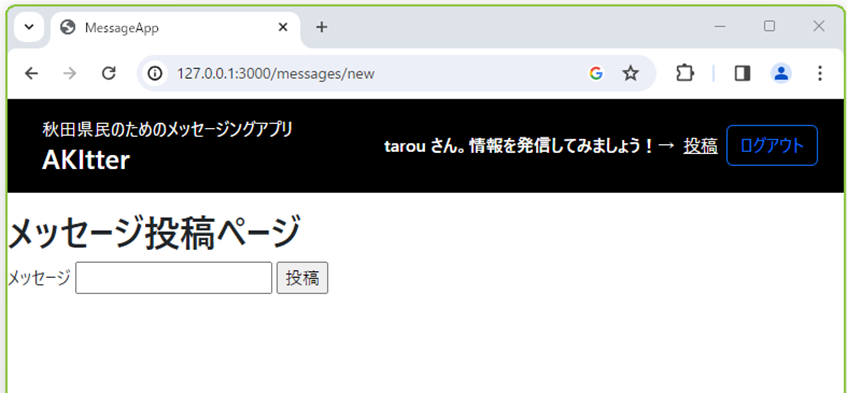 MessageApp
127.0.0.1:3000/messages/new
秋田県民のためのメッセージングアプリ
AKItter
tarou さん。情報を発信してみましょう!→ 投稿 ログアウト
メッセージ投稿ページ
メッセージ 投稿